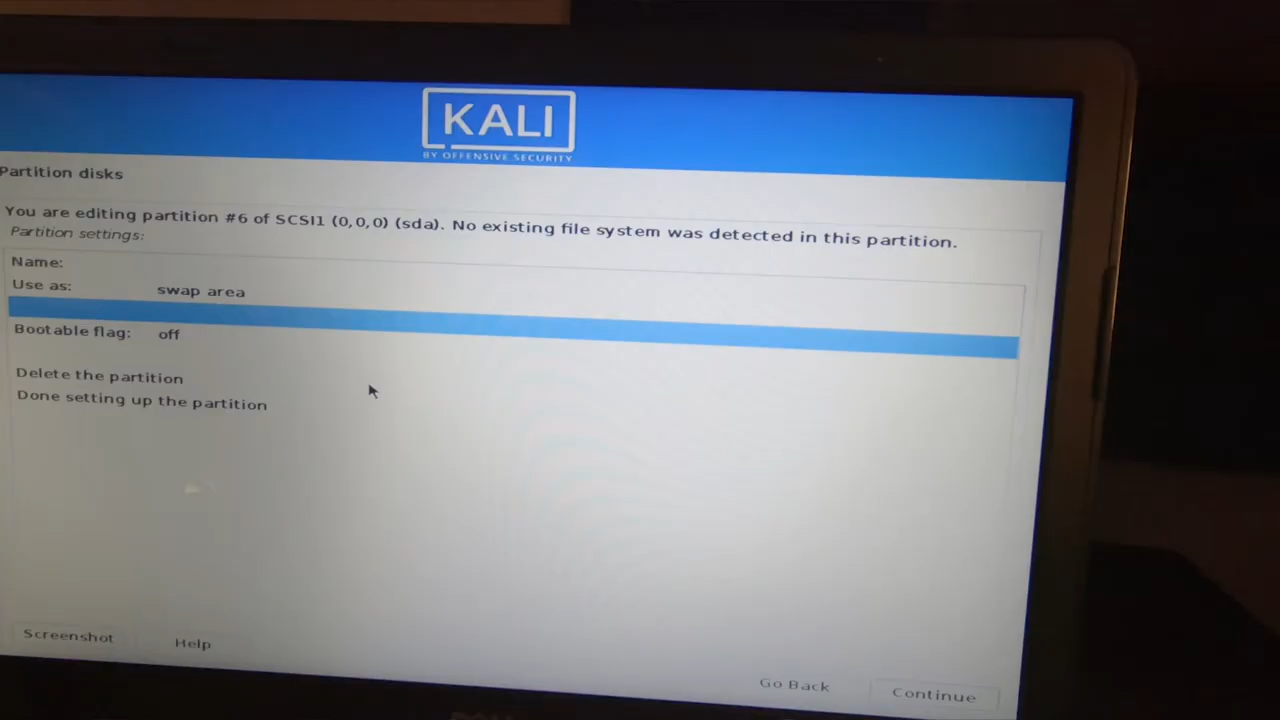 KALI
BY OFFENSIVE SECURITY
Partition disks
You are editing partition #6 of SCSI1 (0,0,0) (sda). No existing file system was detected in this partition.
Partition settings:
Name:
Use as: swap area
Bootable flag: off
Delete the partition
Done setting up the partition
Screenshot Help
Go Back Continue